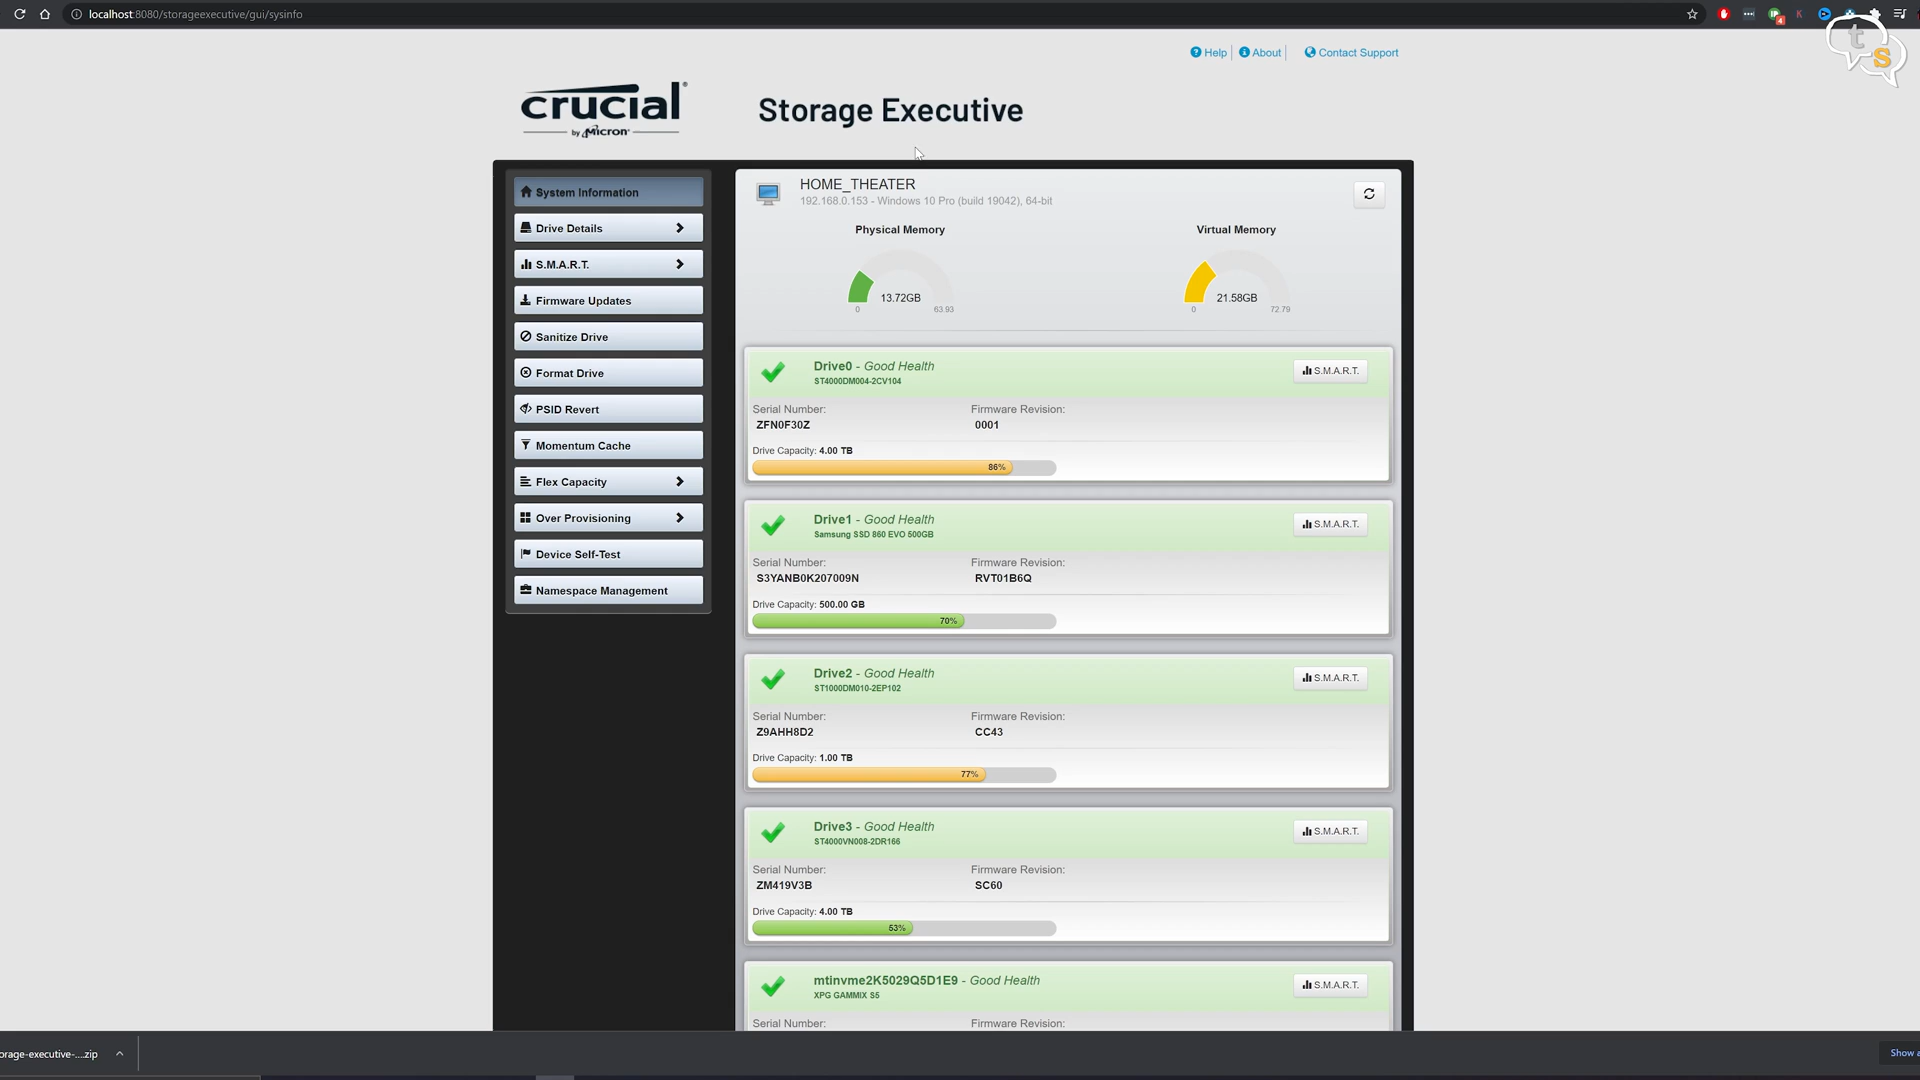 localhost:8080/storageexecutive/gui/sysinfo
Help
About
Contact Support
ts
crucial
by Micron
Storage Executive
System Information
Drive Details
S.M.A.R.T.
Firmware Updates
Sanitize Drive
Format Drive
PSID Revert
Momentum Cache
Flex Capacity
Over Provisioning
Device Self-Test
Namespace Management
HOME_THEATER
192.168.0.153 - Windows 10 Pro (build 19042), 64-bit
Physical Memory
13.72GB
0 63.93
Virtual Memory
21.58GB
0 72.79
Drive0 - Good Health
ST4000DM004-2CV104
S.M.A.R.T.
Serial Number: Firmware Revision:
ZFN0F30Z 0001
Drive Capacity: 4.00 TB
86%
Drive1 - Good Health
Samsung SSD 860 EVO 500GB
S.M.A.R.T.
Serial Number: Firmware Revision:
S3YANB0K207009N RVT01B6Q
Drive Capacity: 500.00 GB
70%
Drive2 - Good Health
ST1000DM010-2EP102
S.M.A.R.T.
Serial Number: Firmware Revision:
Z9AHH8D2 CC43
Drive Capacity: 1.00 TB
77%
Drive3 - Good Health
ST4000VN008-2DR166
S.M.A.R.T.
Serial Number: Firmware Revision:
ZM419V3B SC60
Drive Capacity: 4.00 TB
53%
mtinvme2K5029Q5D1E9 - Good Health
XPG GAMMIX S5
S.M.A.R.T.
Serial Number: Firmware Revision:
orage-executive-....zip
Show a